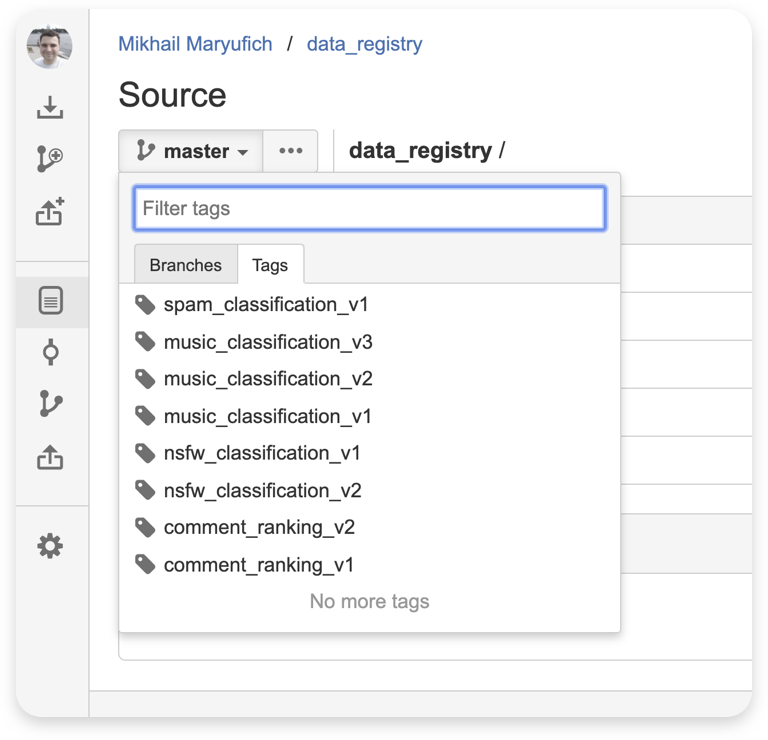 Mikhail Maryufich / data_registry
Source
master ••• data_registry /
Filter tags
Branches Tags
spam_classification_v1
music_classification_v3
music_classification_v2
music_classification_v1
nsfw_classification_v1
nsfw_classification_v2
comment_ranking_v2
comment_ranking_v1
No more tags